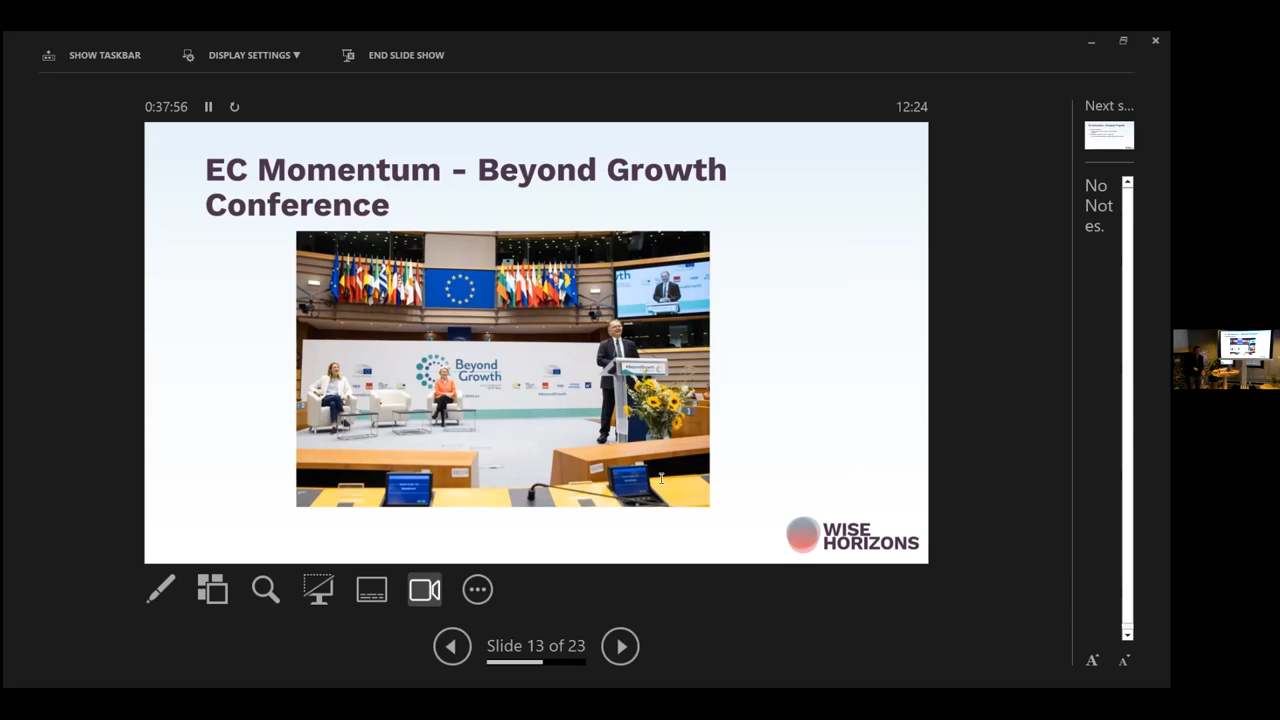 SHOW TASKBAR
DISPLAY SETTINGS ▼
END SLIDE SHOW
0:37:56
12:24
Next s...
EC Momentum - Beyond Growth
Conference
Beyond
Growth
WISE
HORIZONS
No
Not
es.
Slide 13 of 23
A
A